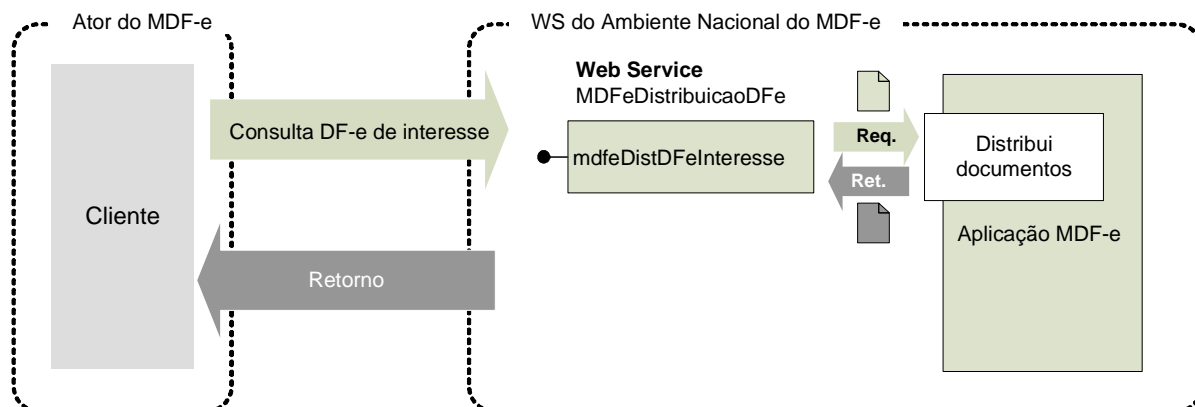 Ator do MDF-e
WS do Ambiente Nacional do MDF-e
Cliente
Consulta DF-e de interesse
Retorno
Web Service
MDFeDistribuicaoDFe
mdfeDistDFeInteresse
Req.
Ret.
Distribui
documentos
Aplicação MDF-e